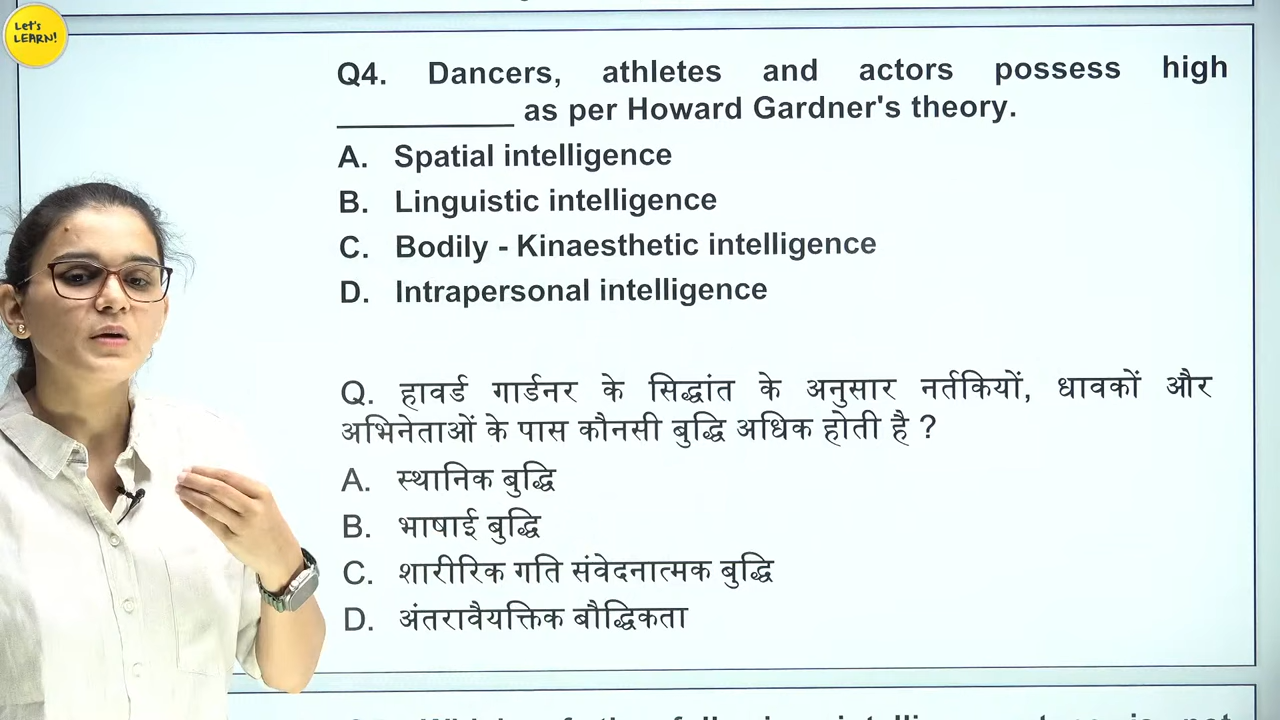 Let's
LEARN!
Q4. Dancers, athletes and actors possess high
__________ as per Howard Gardner's theory.
A. Spatial intelligence
B. Linguistic intelligence
C. Bodily - Kinaesthetic intelligence
D. Intrapersonal intelligence
Q. हावर्ड गार्डनर के सिद्धांत के अनुसार नर्तकियों, धावकों और
अभिनेताओं के पास कौनसी बुद्धि अधिक होती है ?
A. स्थानिक बुद्धि
B. भाषाई बुद्धि
C. शारीरिक गति संवेदनात्मक बुद्धि
D. अंतरावैयक्तिक बौद्धिकता